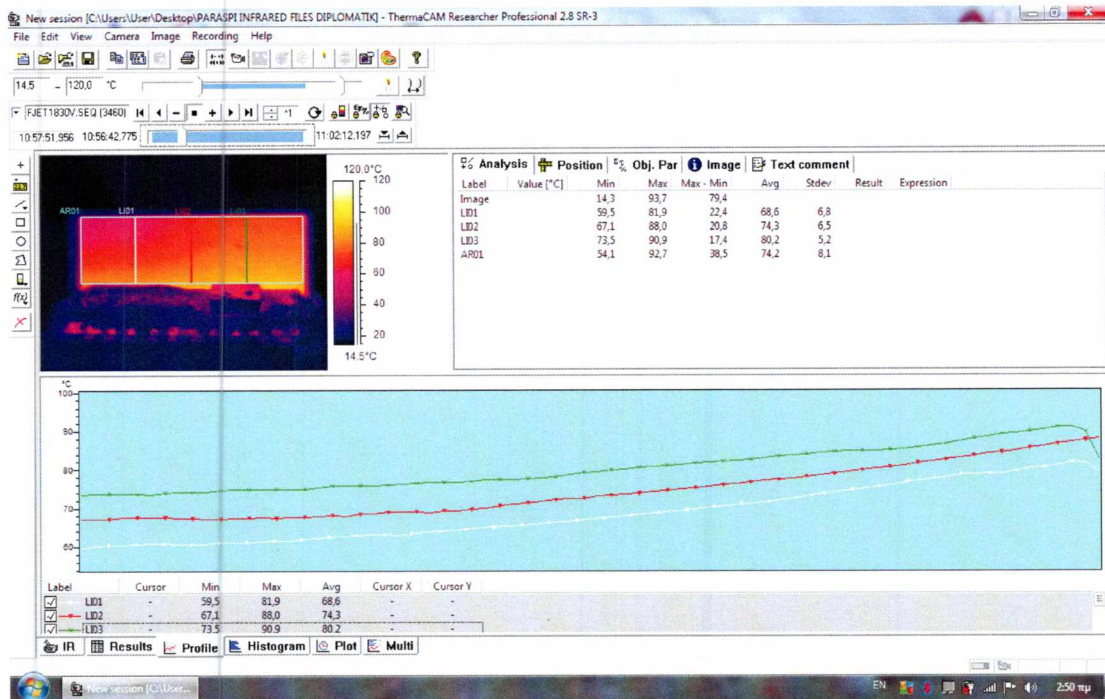 New session [C:\Users\User\Desktop\PARASPI INFRARED FILES DIPLOMATIK] - ThermaCAM Researcher Professional 2.8 SR-3
File Edit View Camera Image Recording Help
14,5 - 120,0 °C
FJET1830V.SEQ (3460) *1
10:57:51,956 10:56:42,775 11:02:12,197
120.0°C
120
100
80
60
40
20
14.5°C
AR01 LI01 LI02 LI03
Analysis Position Obj. Par Image Text comment
Label Value [°C] Min Max Max - Min Avg Stdev Result Expression
Image 14,3 93,7 79,4
LI01 59,5 81,9 22,4 68,6 6,8
LI02 67,1 88,0 20,8 74,3 6,5
LI03 73,5 90,9 17,4 80,2 5,2
AR01 54,1 92,7 38,5 74,2 8,1
°C
100
90
80
70
60
Label Cursor Min Max Avg Cursor X Cursor Y
LI01 - 59,5 81,9 68,6 - -
LI02 - 67,1 88,0 74,3 - -
LI03 - 73,5 90,9 80,2 - -
IR Results Profile Histogram Plot Multi
New session [C:\User...
EN 2:50 πμ